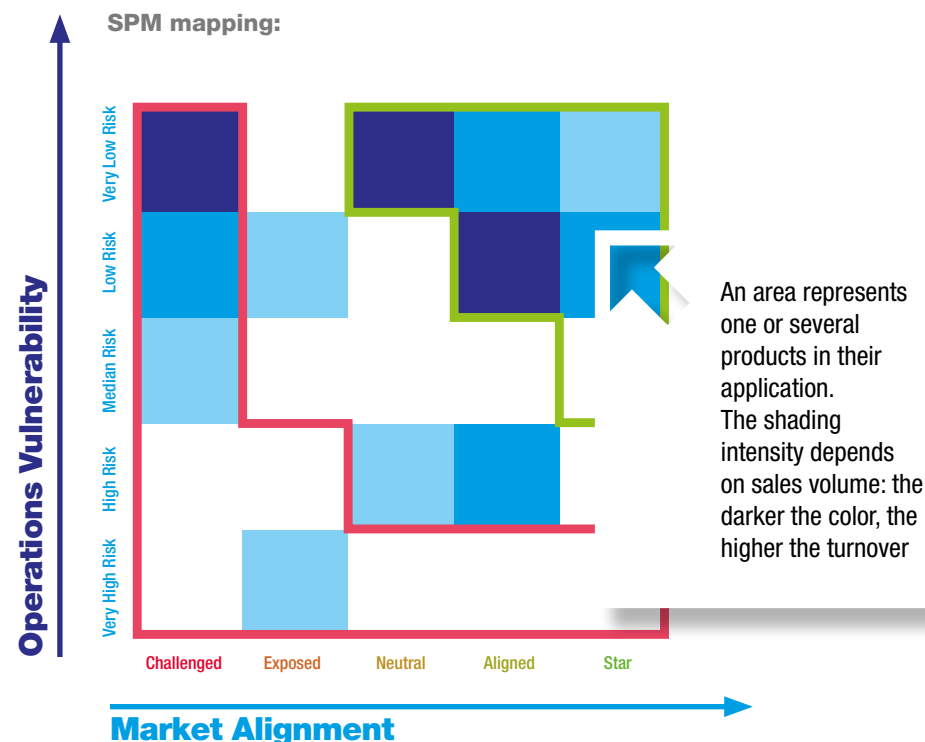 SPM mapping:
Operations Vulnerability
Very Low Risk
Low Risk
Median Risk
High Risk
Very High Risk
An area represents
one or several
products in their
application.
The shading
intensity depends
on sales volume: the
darker the color, the
higher the turnover
Challenged
Exposed
Neutral
Aligned
Star
Market Alignment